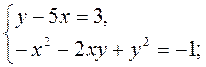 y − 5x = 3,
−x² − 2xy + y² = −1;